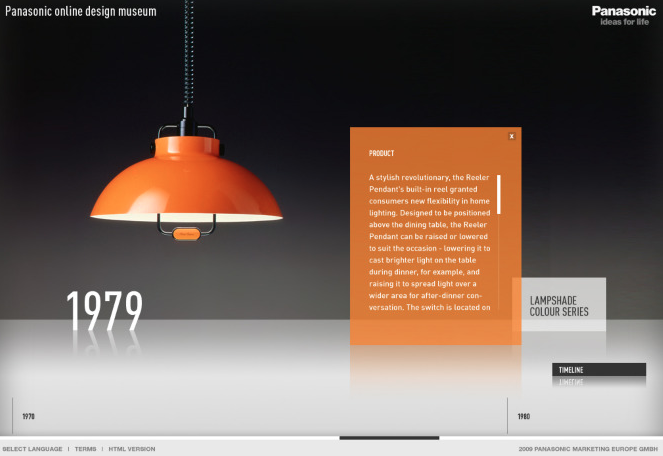 Panasonic online design museum
Panasonic
ideas for life
PRODUCT
x
A stylish revolutionary, the Reeler
Pendant's built-in reel granted
consumers new flexibility in home
lighting. Designed to be positioned
above the dining table, the Reeler
Pendant can be raised or lowered
to suit the occasion - lowering it to
cast brighter light on the table
during dinner, for example, and
raising it to spread light over a
wider area for after-dinner con-
versation. The switch is located on
1979
LAMPSHADE
COLOUR SERIES
TIMELINE
1970
1980
SELECT LANGUAGE | TERMS | HTML VERSION
2009 PANASONIC MARKETING EUROPE GMBH